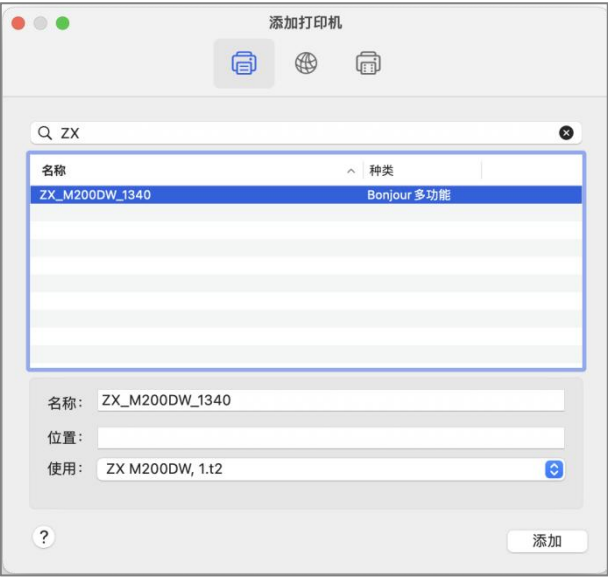 添加打印机
ZX
名称 种类
ZX_M200DW_1340 Bonjour 多功能
名称： ZX_M200DW_1340
位置：
使用： ZX M200DW, 1.t2
?
添加